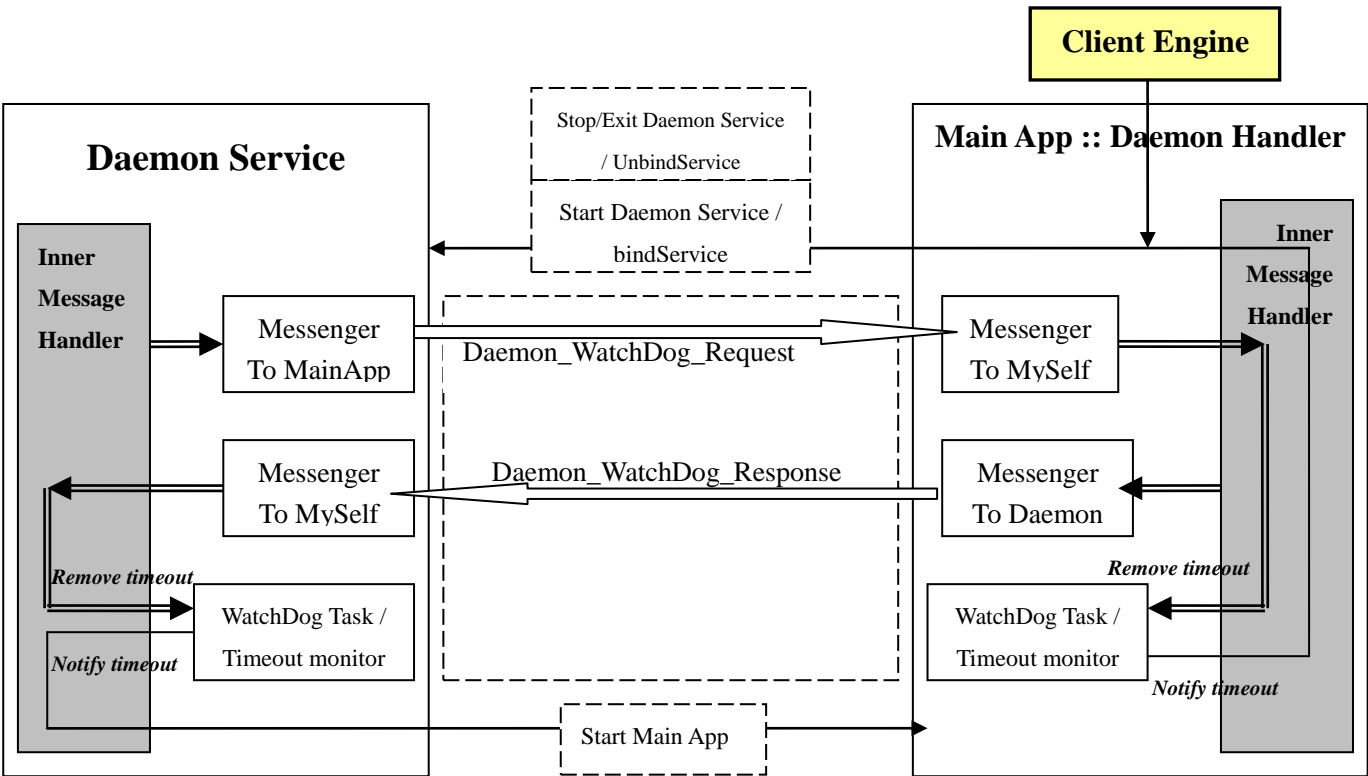 Client Engine
Stop/Exit Daemon Service
/ UnbindService
Start Daemon Service /
bindService
Daemon Service
Inner
Message
Handler
Messenger
To MainApp
Daemon_WatchDog_Request
Messenger
To MySelf
Daemon_WatchDog_Response
Remove timeout
WatchDog Task /
Timeout monitor
Notify timeout
Start Main App
Main App :: Daemon Handler
Inner
Message
Handler
Messenger
To MySelf
Messenger
To Daemon
Remove timeout
WatchDog Task /
Timeout monitor
Notify timeout